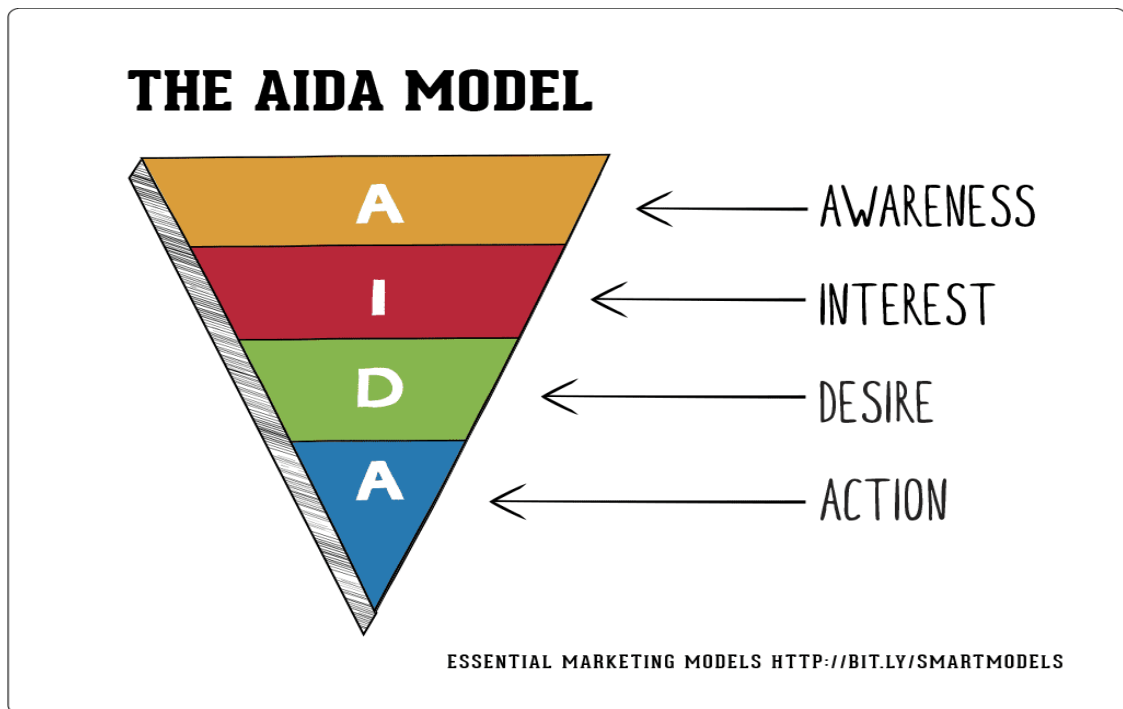 THE AIDA MODEL
A
AWARENESS
I
INTEREST
D
DESIRE
A
ACTION
ESSENTIAL MARKETING MODELS HTTP://BIT.LY/SMARTMODELS